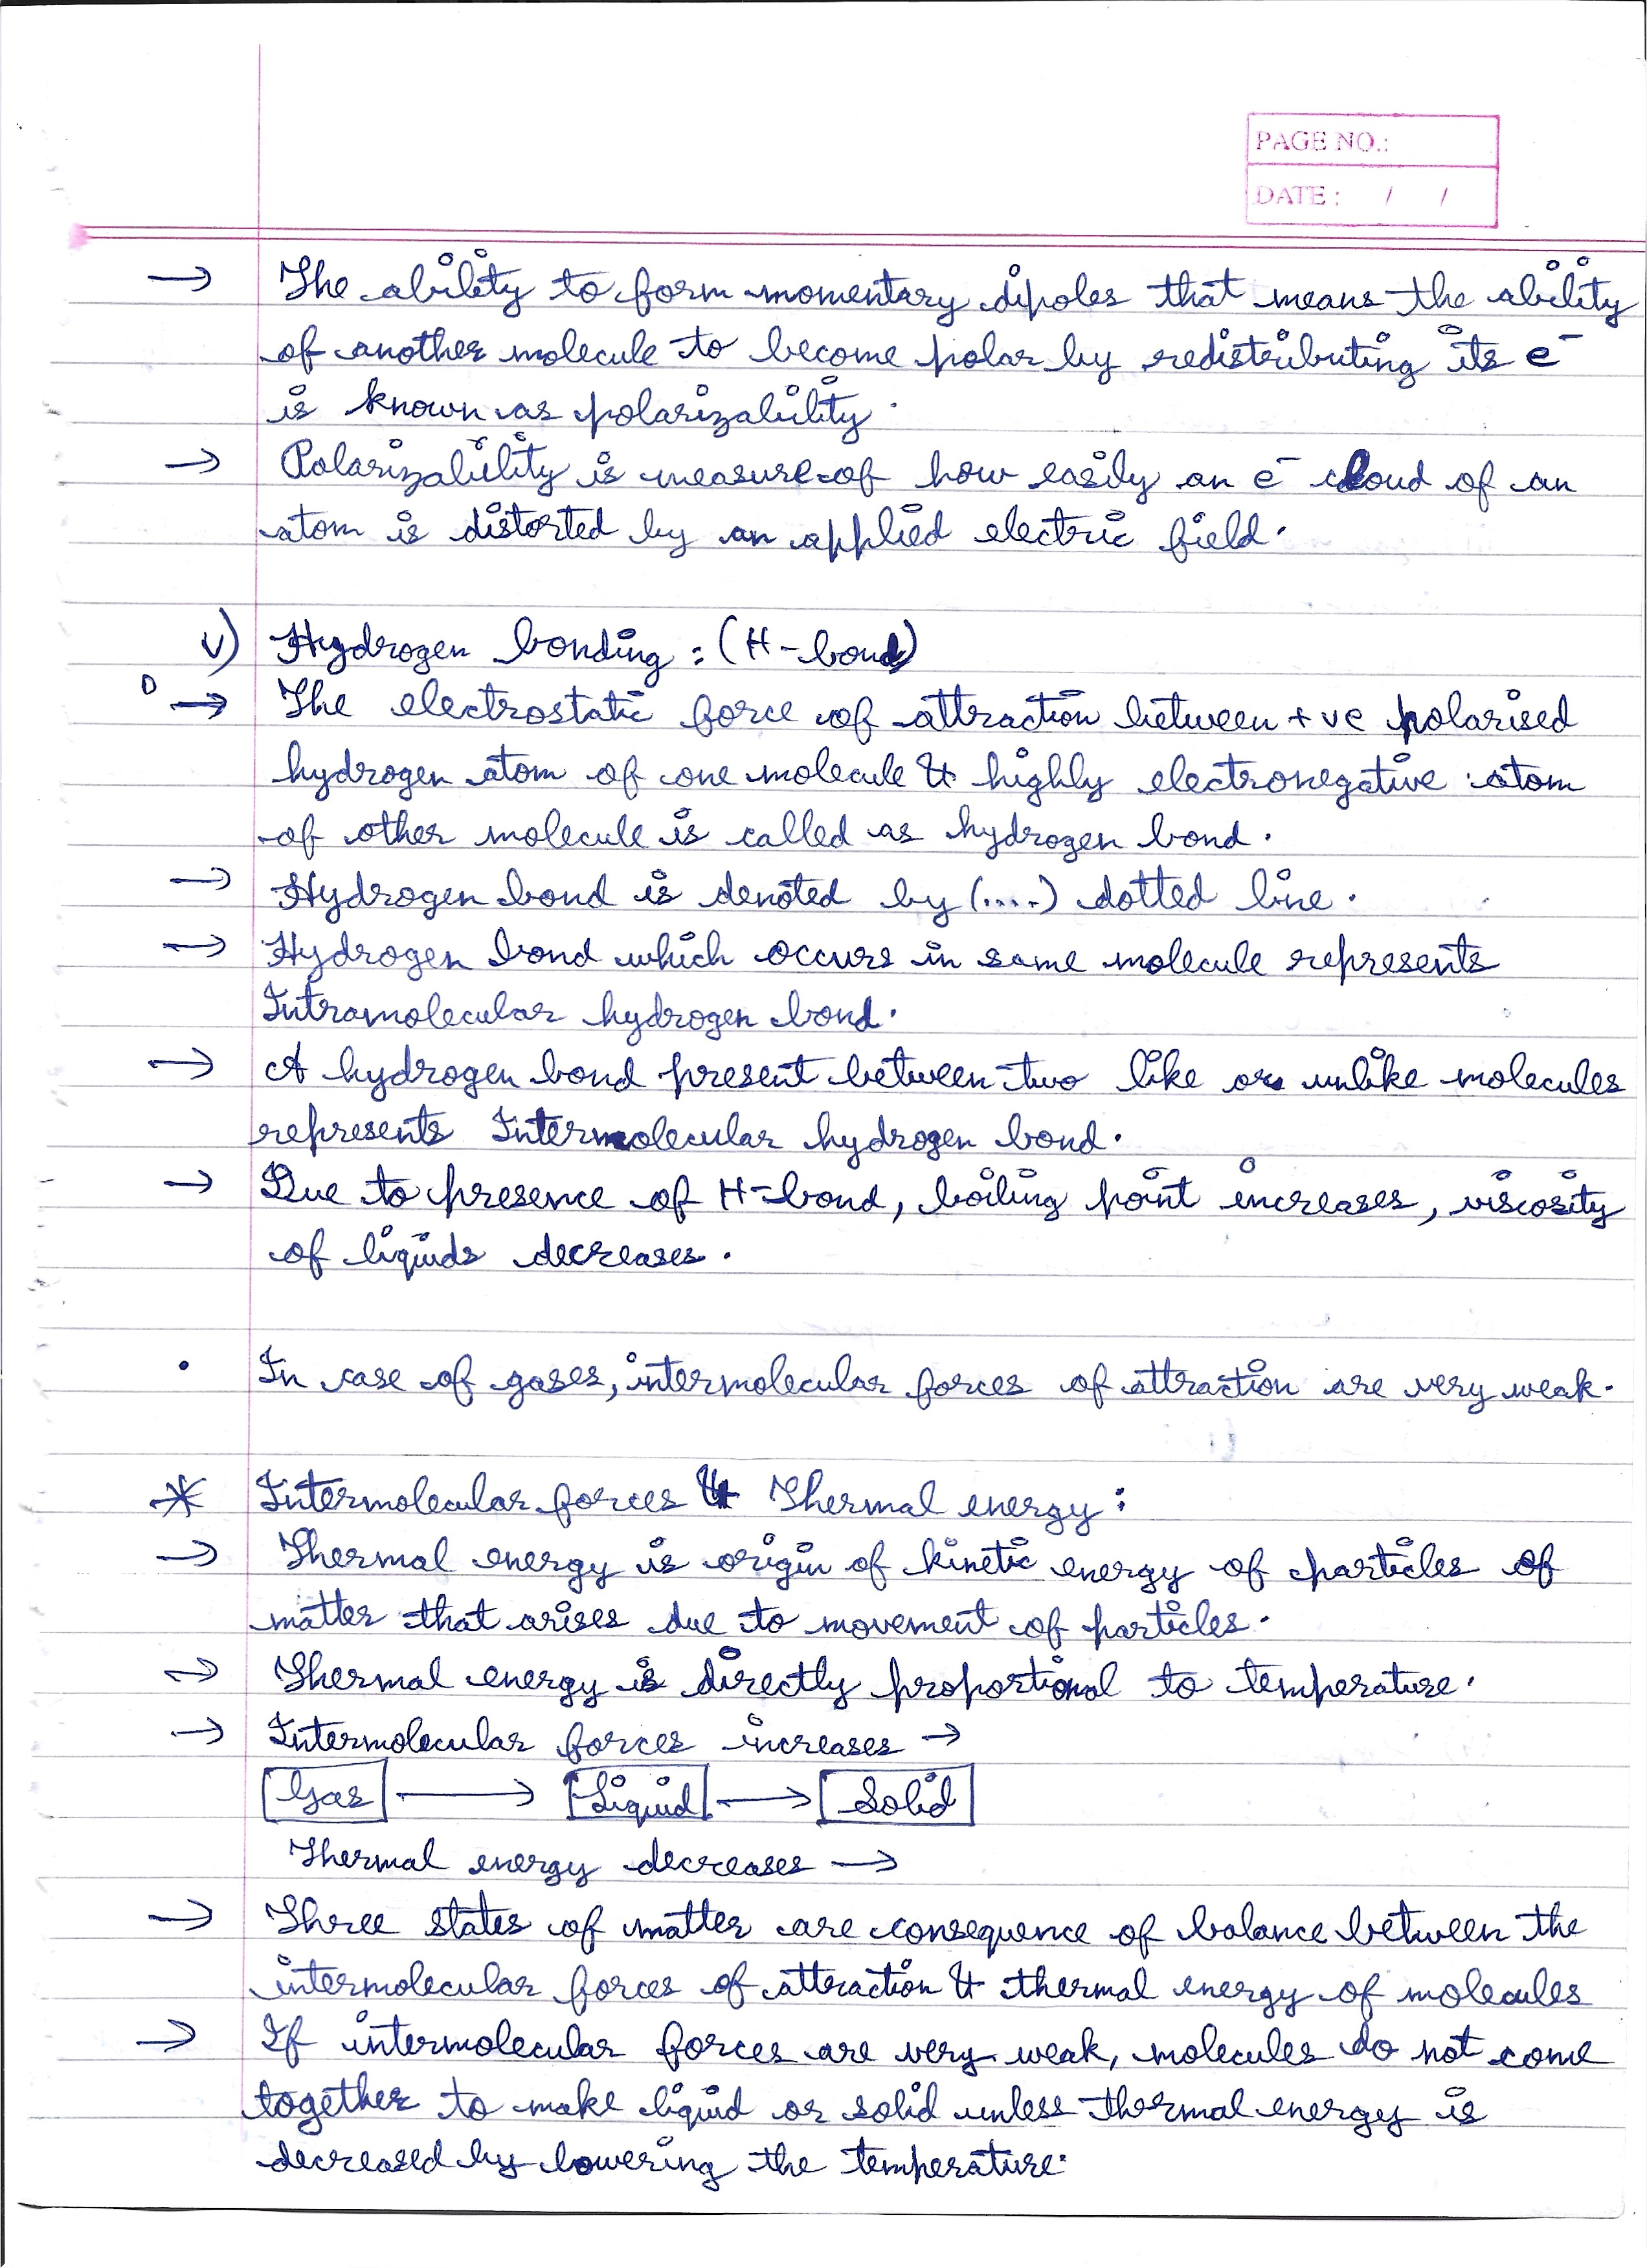 PAGE NO.:
DATE : / /
→ The ability to form momentary dipoles that means the ability
of another molecule to become polar by redistributing its e⁻
is known as polarizability.
→ Polarizability is measure of how easily an e⁻ cloud of an
atom is distorted by an applied electric field.
v) Hydrogen bonding : (H-bond)
→ The electrostatic force of attraction between +ve polarised
hydrogen atom of one molecule & highly electronegative atom
of other molecule is called as hydrogen bond.
→ Hydrogen bond is denoted by (....) dotted line.
→ Hydrogen bond which occurs in same molecule represents
Intramolecular hydrogen bond.
→ A hydrogen bond present between two like or unlike molecules
represents Intermolecular hydrogen bond.
→ Due to presence of H-bond, boiling point increases, viscosity
of liquids decreases.
• In case of gases, intermolecular forces of attraction are very weak.
* Intermolecular forces & Thermal energy :
→ Thermal energy is origin of kinetic energy of particles of
matter that arises due to movement of particles.
→ Thermal energy is directly proportional to temperature.
→ Intermolecular forces increases →
Gas → Liquid → Solid
Thermal energy decreases →
→ Three states of matter are consequence of balance between the
intermolecular forces of attraction & thermal energy of molecules
→ If intermolecular forces are very weak, molecules do not come
together to make liquid or solid unless thermal energy is
decreased by lowering the temperature.